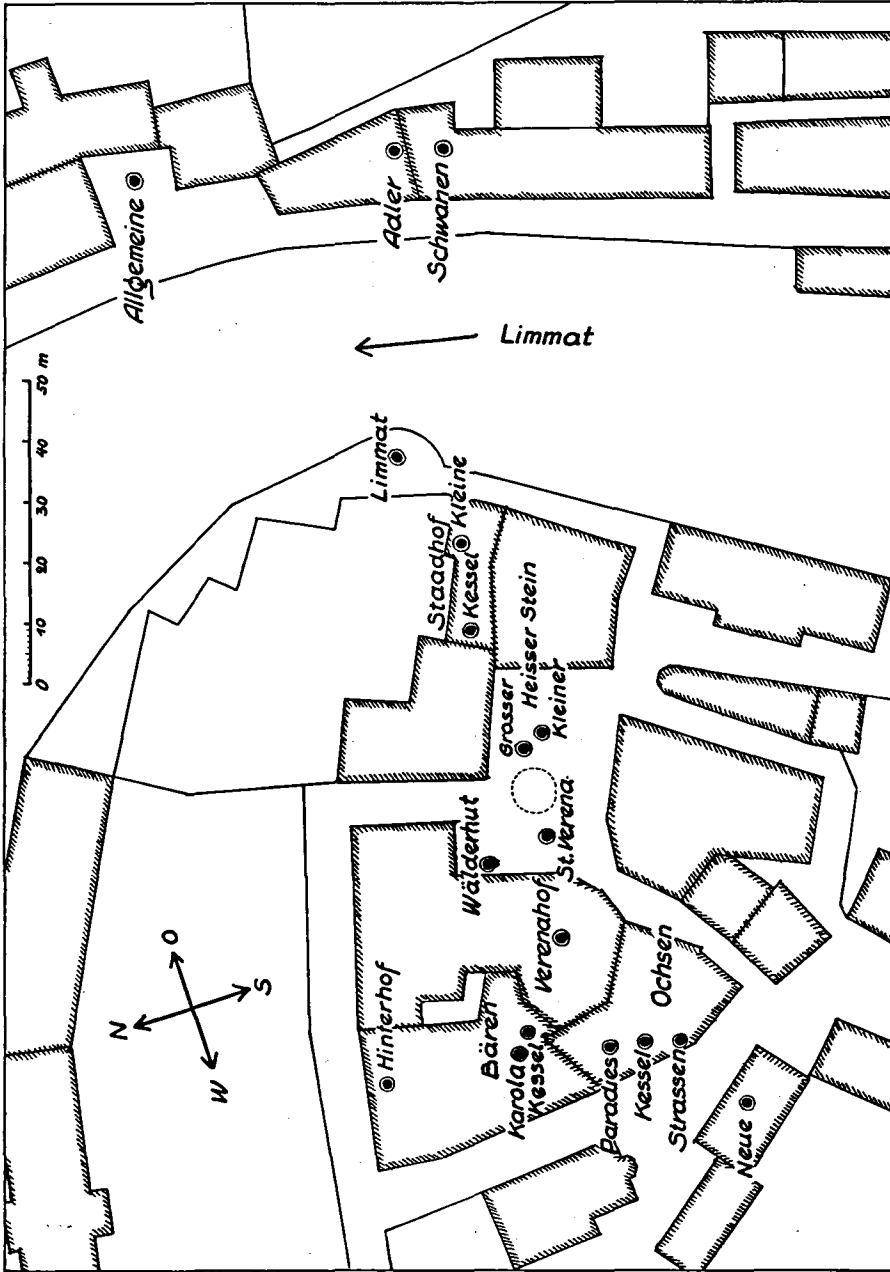 Allgemeine
Adler
Schwanen
Limmat
0 10 20 30 40 50 m
Limmat
Staadhof
Kleine
Kessel
Grosser
Heisser Stein
Kleiner
Wälderhut
St. Verena
Verenahof
N
O
S
W
Hinterhof
Bären
Karola
Kessel
Ochsen
Paradies
Kessel
Strassen
Neue